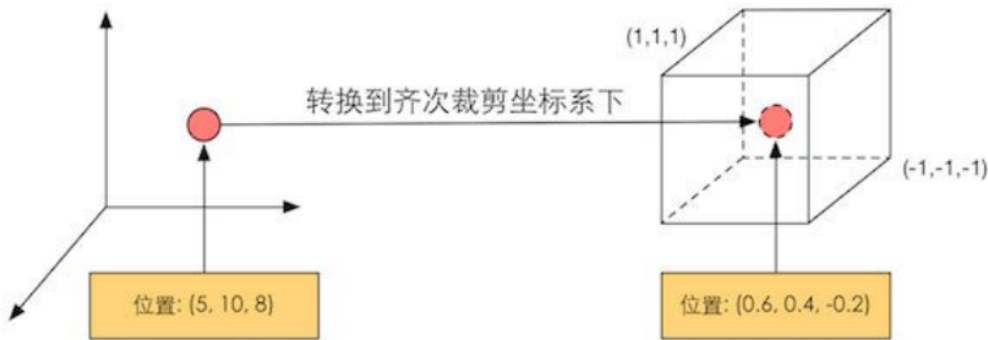 (1,1,1)
转换到齐次裁剪坐标系下
(-1,-1,-1)
位置: (5, 10, 8)
位置: (0.6, 0.4, -0.2)